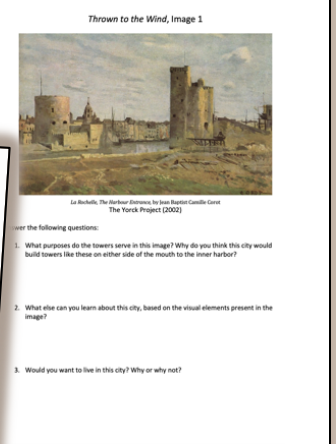 Thrown to the Wind, Image 1
La Rochelle, The Harbour Entrance, by Jean Baptist Camille Corot
The Yorck Project (2002)
wer the following questions:
1. What purposes do the towers serve in this image? Why do you think this city would
build towers like these on either side of the mouth to the inner harbor?
2. What else can you learn about this city, based on the visual elements present in the
image?
3. Would you want to live in this city? Why or why not?